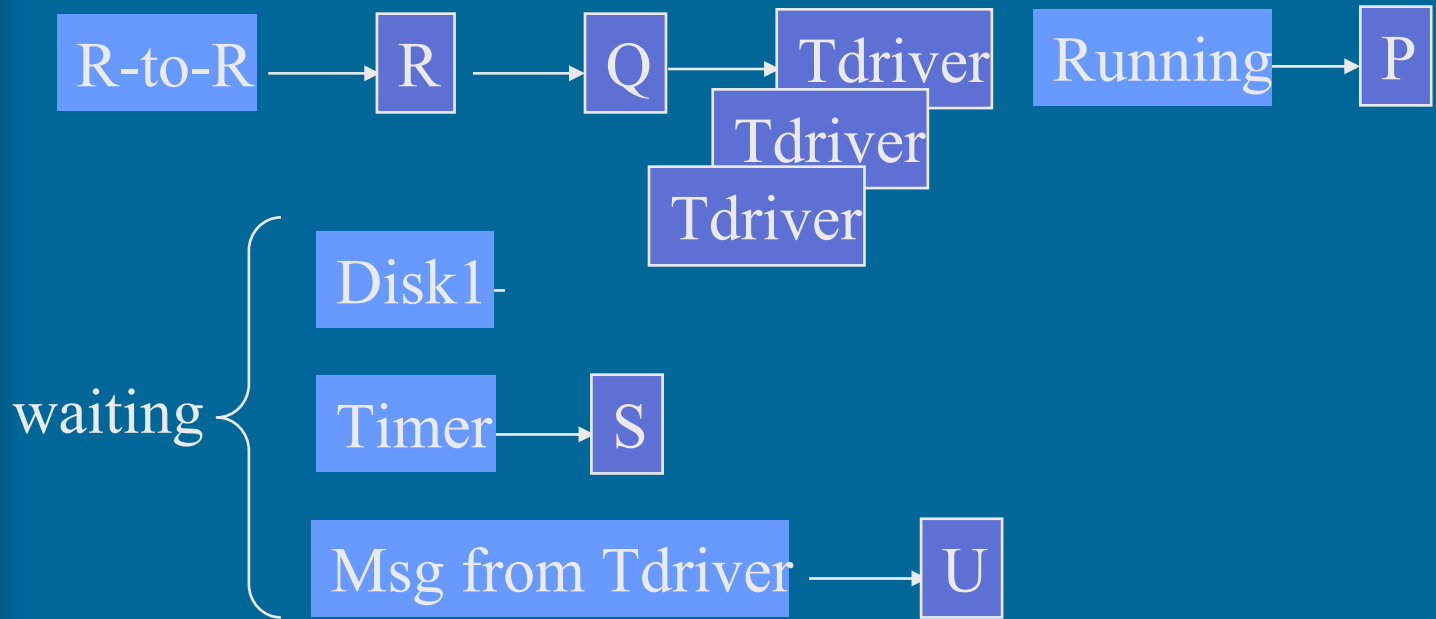 R-to-R R Q Tdriver Running P
Tdriver
Tdriver
Disk1
waiting Timer S
Msg from Tdriver U